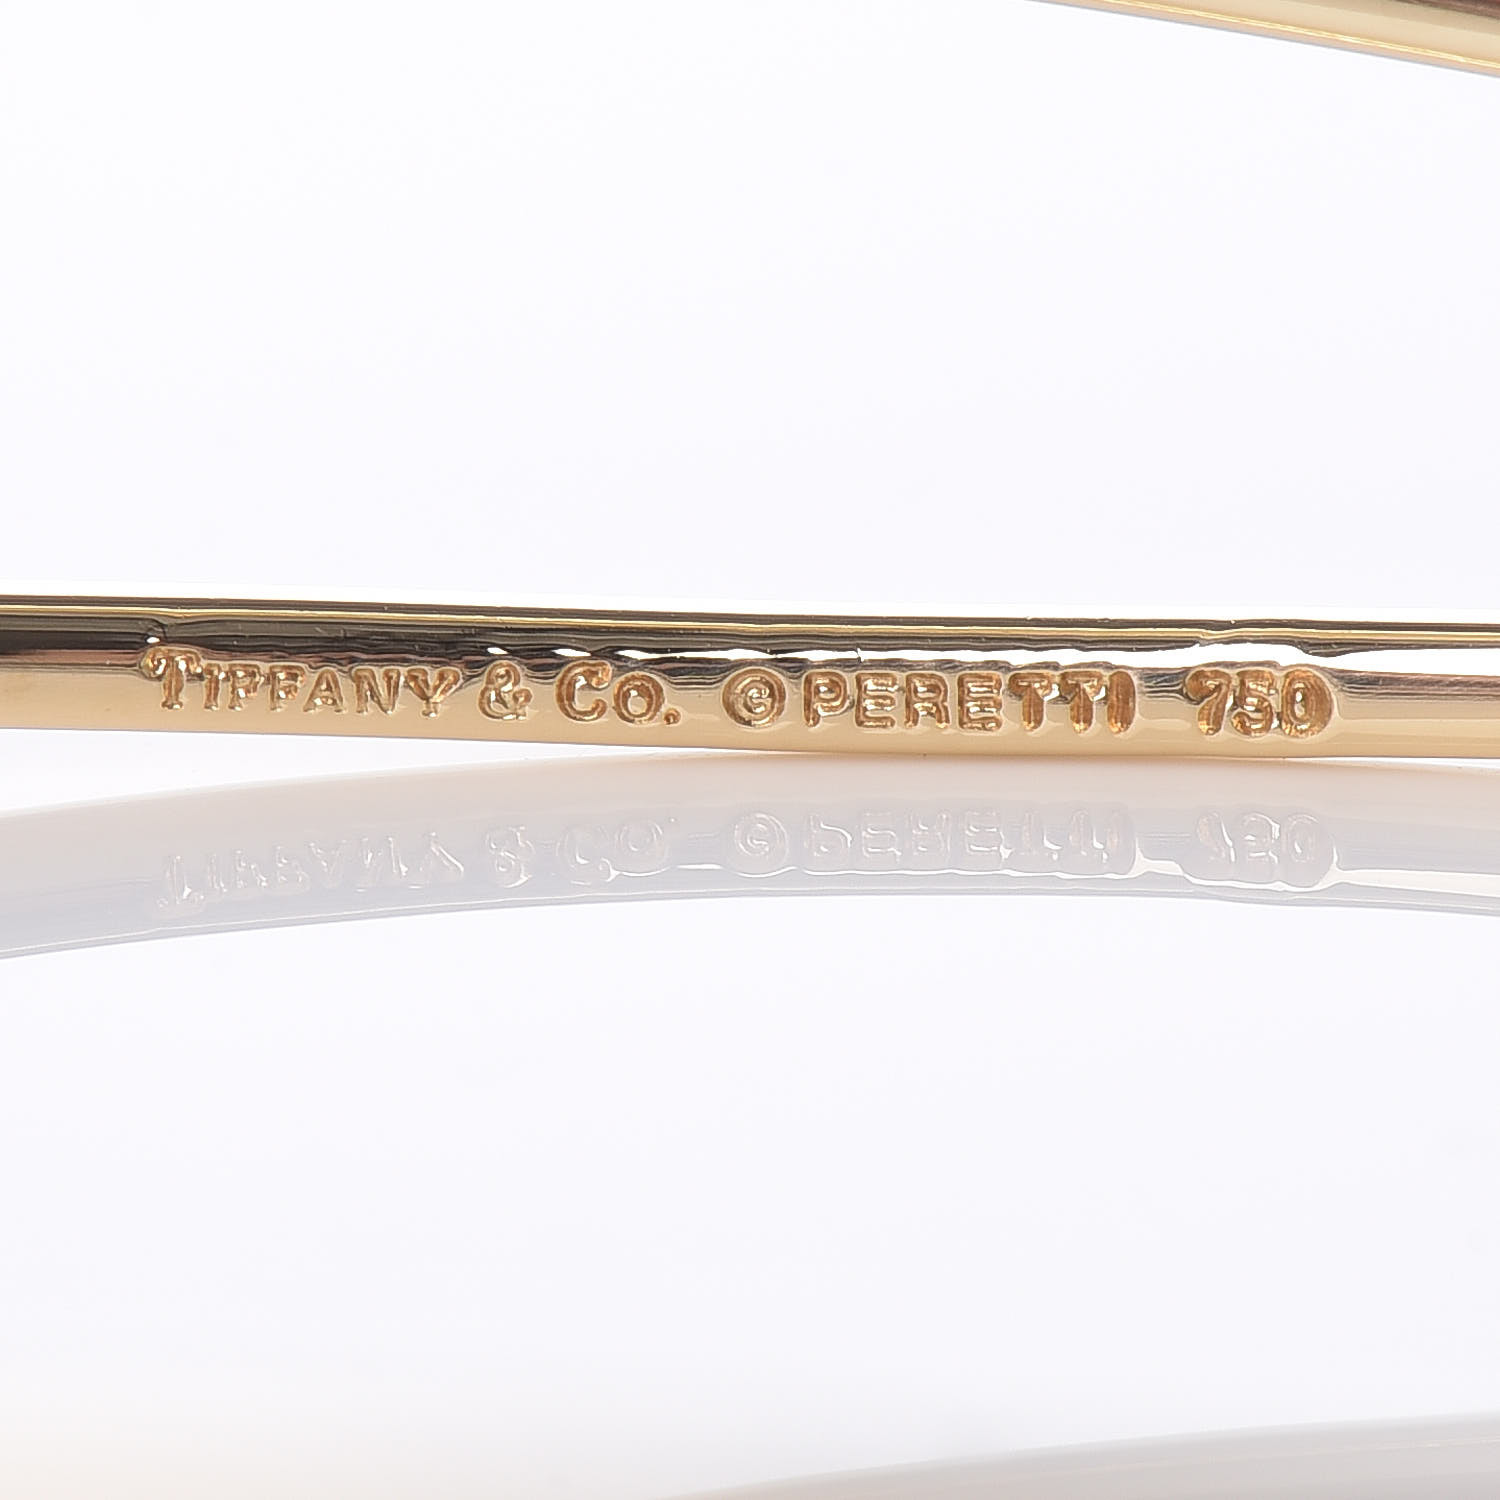 TIFFANY & CO. ©PERETTI 750